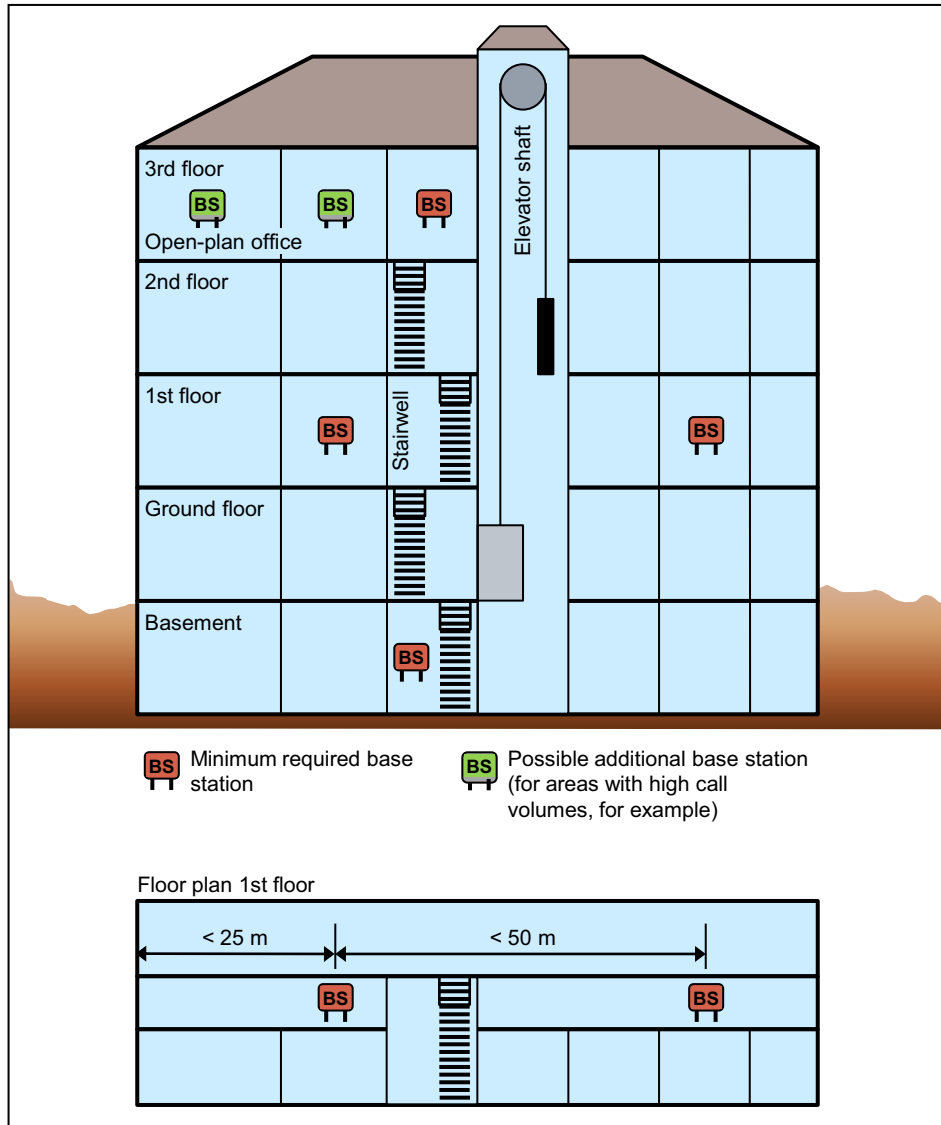 3rd floor
BS
BS
BS
Open-plan office
Elevator shaft
2nd floor
1st floor
BS
Stairwell
BS
Ground floor
Basement
BS
BS
Minimum required base
station
BS
Possible additional base station
(for areas with high call
volumes, for example)
Floor plan 1st floor
< 25 m
< 50 m
BS
BS